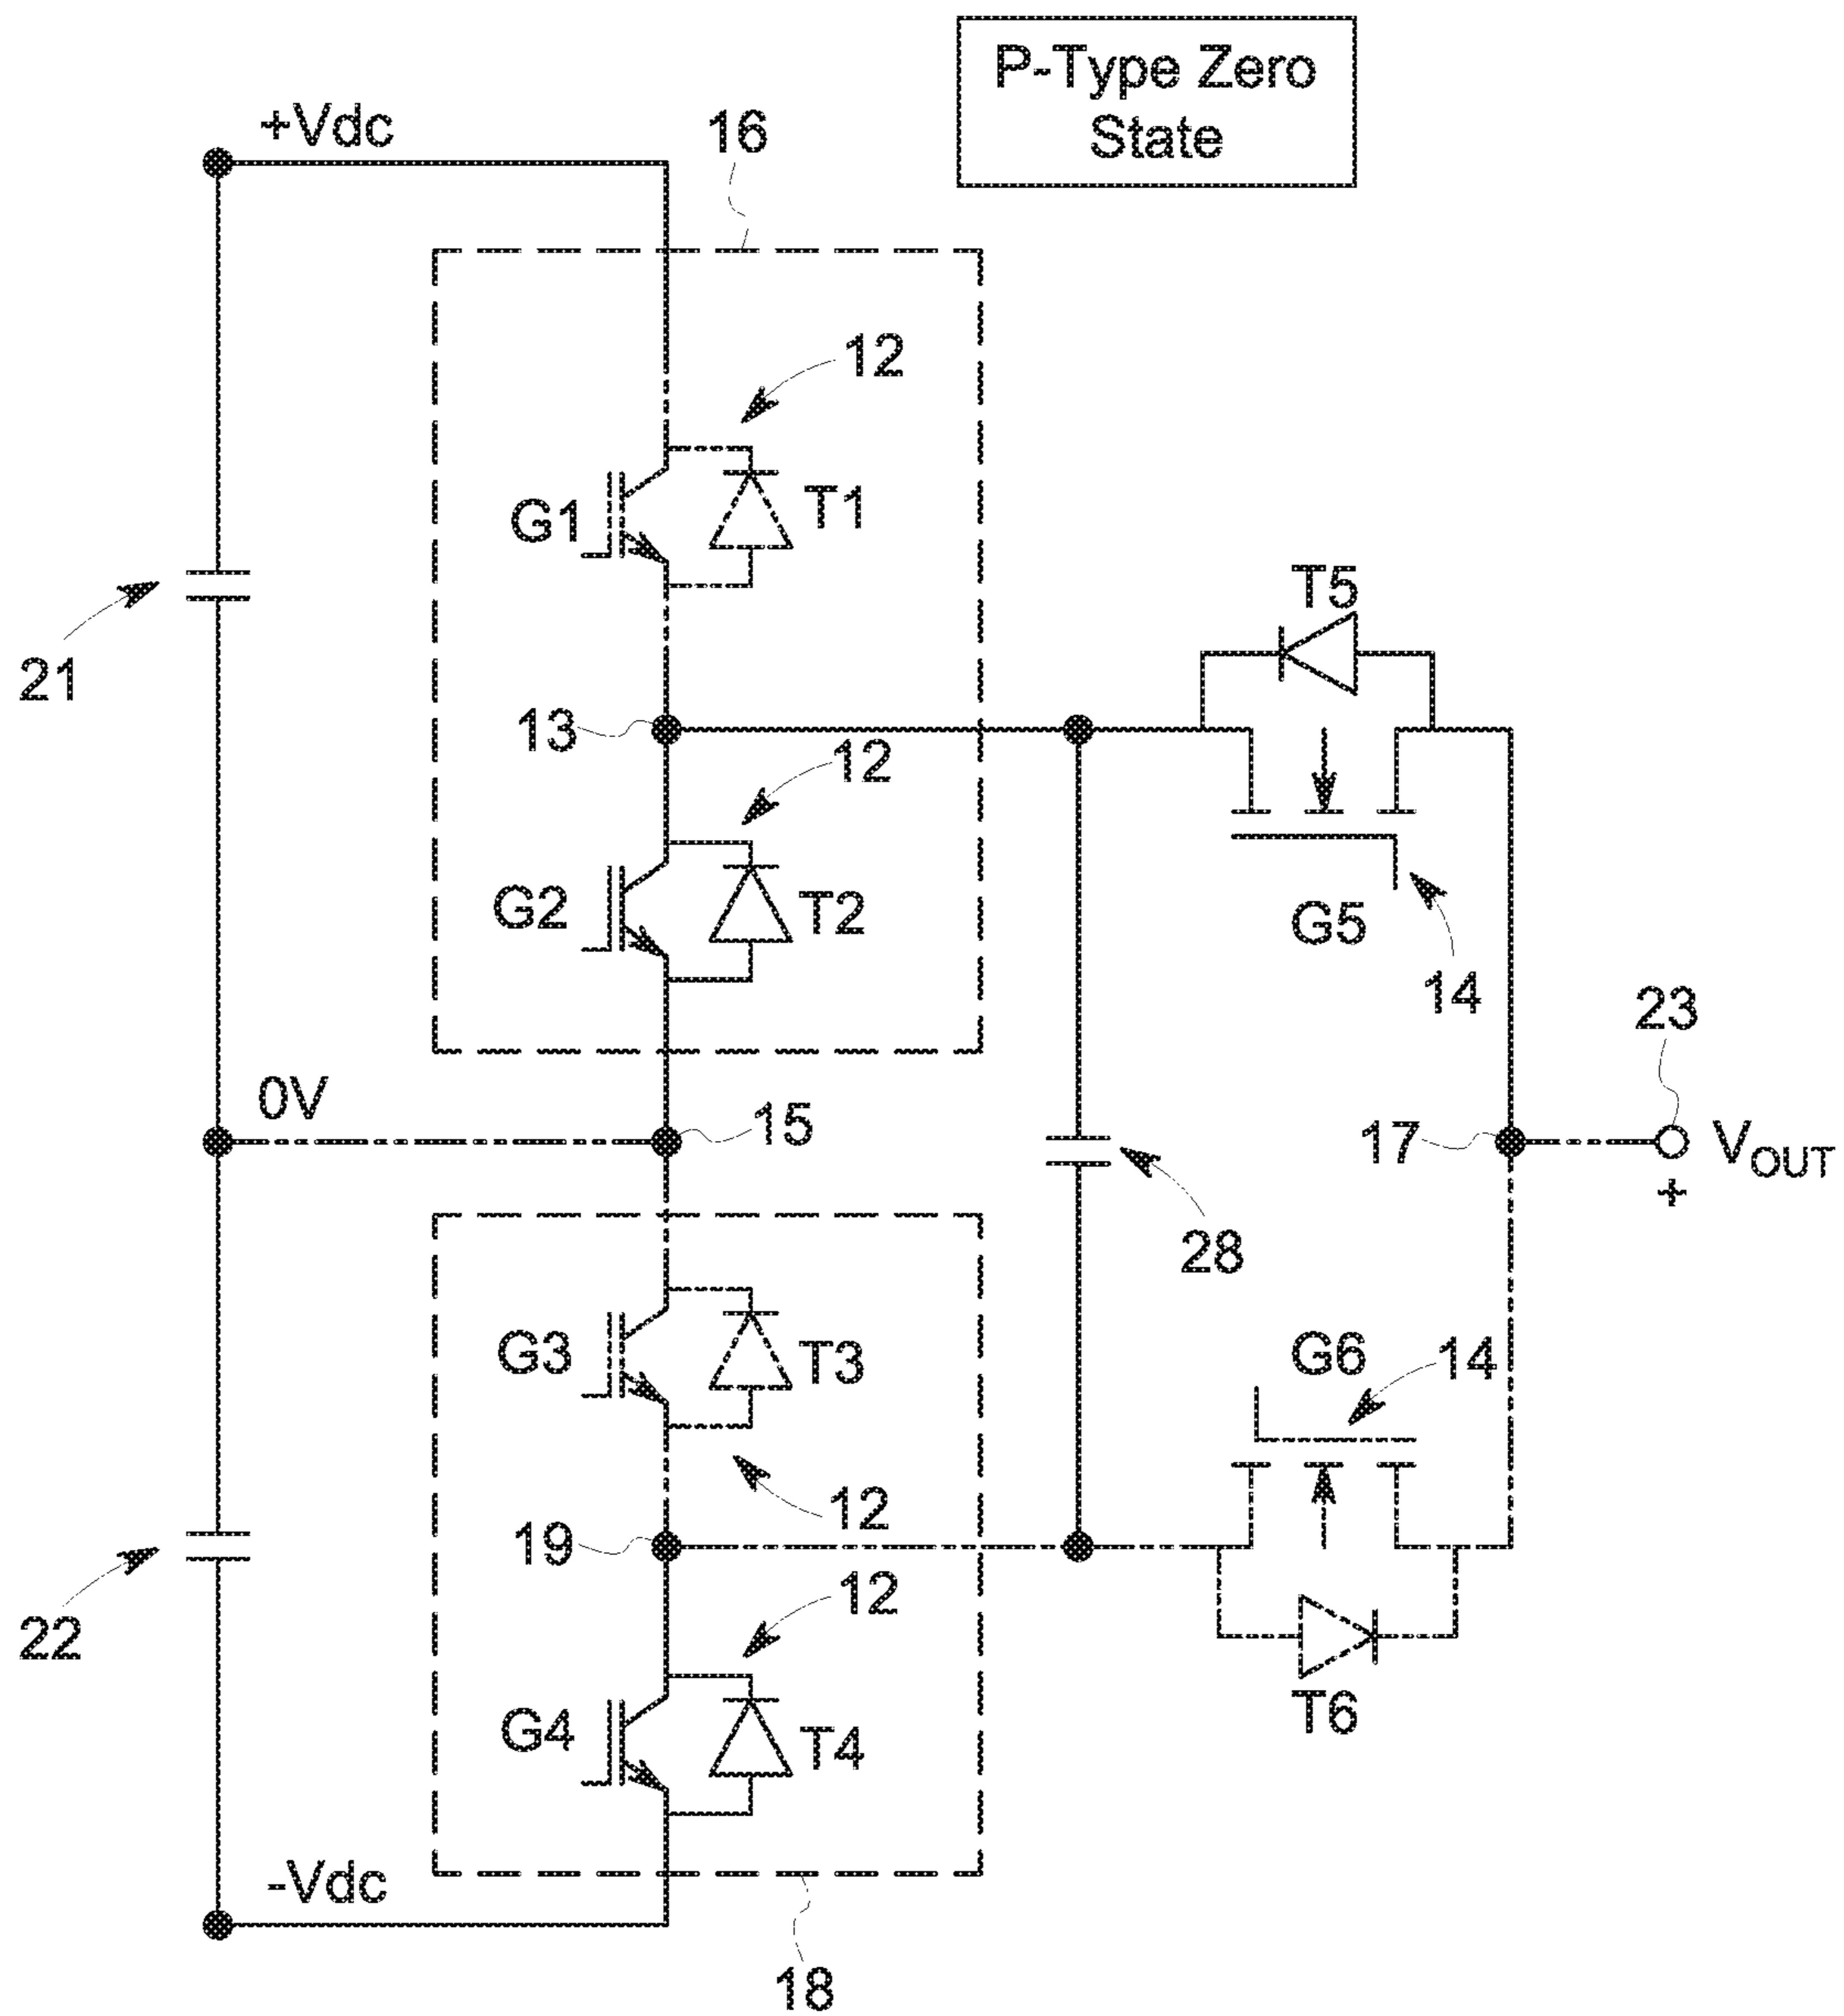 P-Type Zero
State
+Vdc
16
12
G1
T1
T5
21
13
12
G2
T2
G5
14
23
0V
15
17
VOUT
+
28
G3
T3
G6
14
12
19
12
22
G4
T4
T6
-Vdc
18